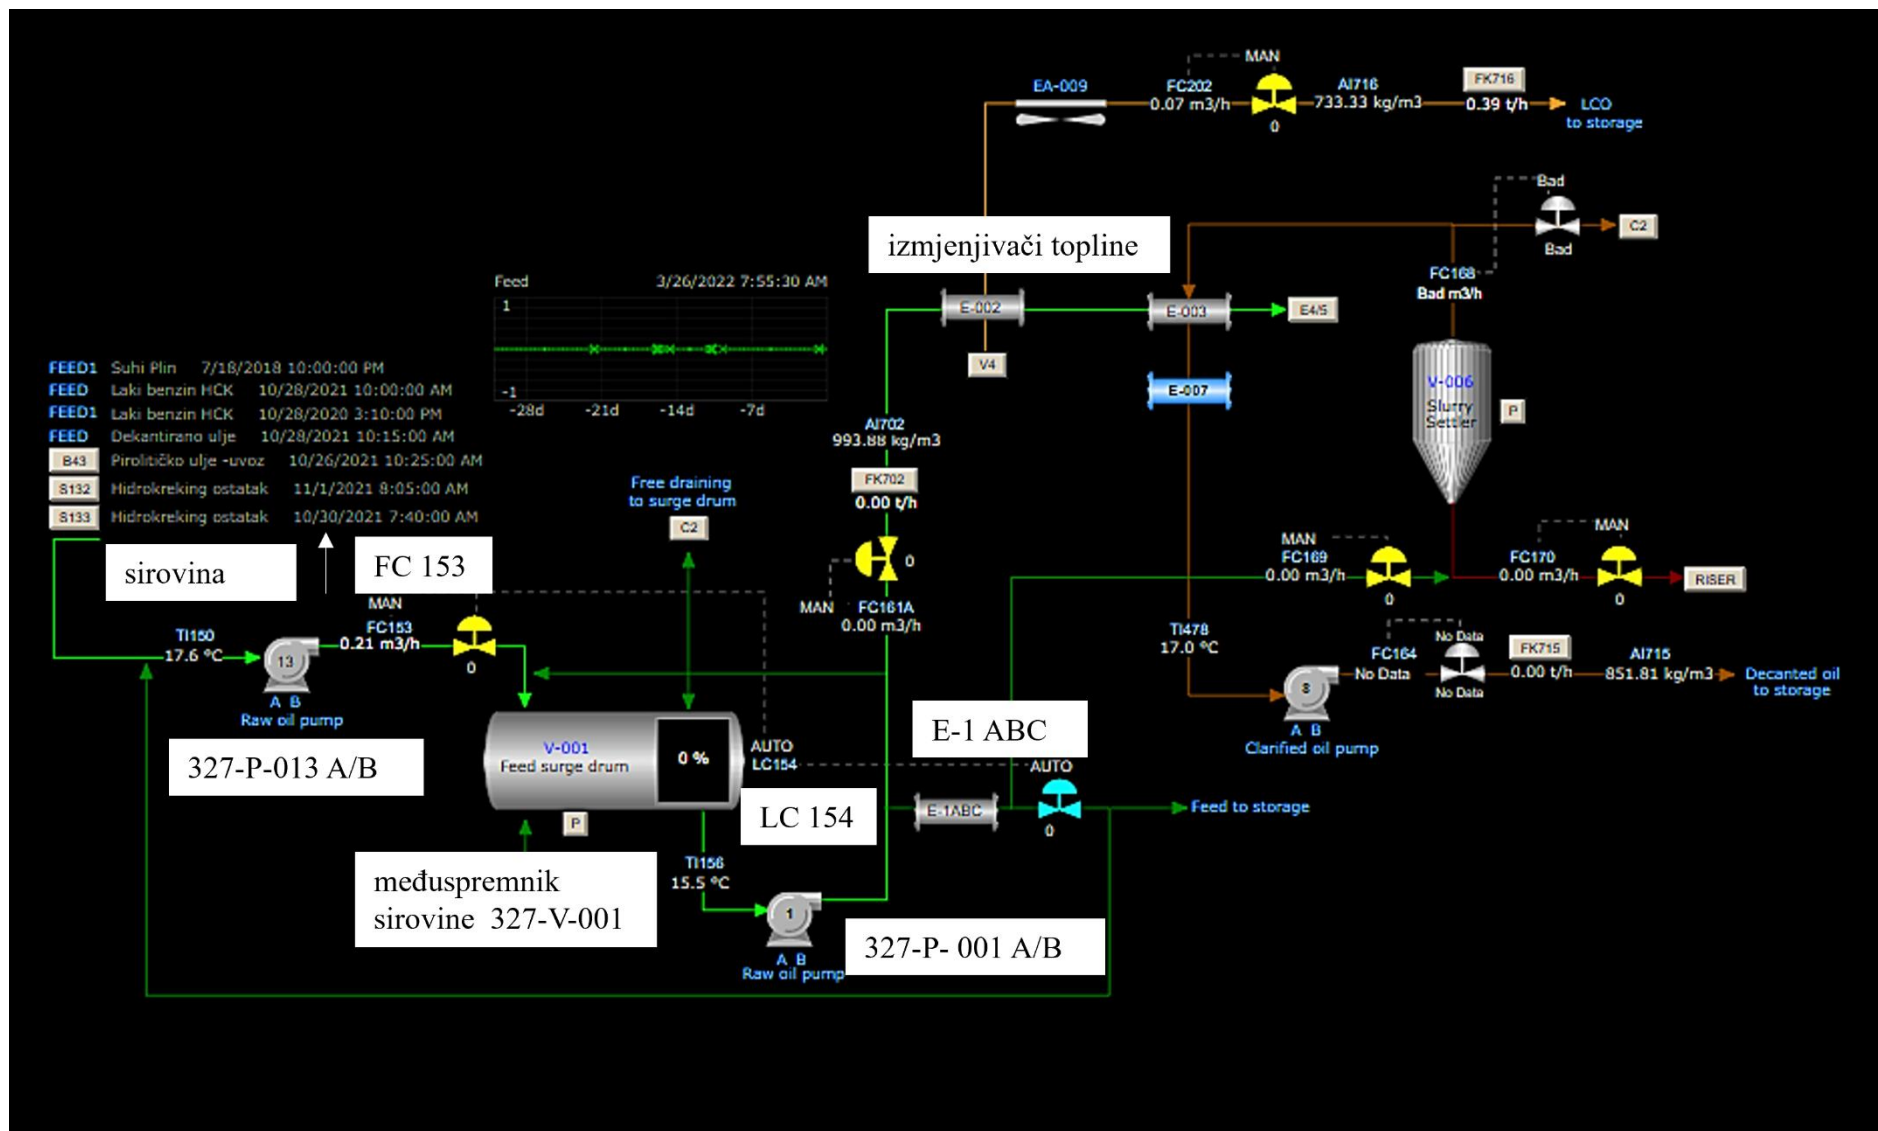 MAN
EA-009
FC202
0.07 m3/h
0
AI716
733.33 kg/m3
FK716
0.39 t/h
LCO
to storage
Bad
Bad
C2
izmjenjivači topline
FC168
Bad m3/h
Feed
3/26/2022 7:55:30 AM
1
-1
-28d
-21d
-14d
-7d
E-002
E-003
E4/5
V4
E-007
V-006
Slurry
Settler
P
FEED1 Suhi Plin 7/18/2018 10:00:00 PM
FEED Laki benzin HCK 10/28/2021 10:00:00 AM
FEED1 Laki benzin HCK 10/28/2020 3:10:00 PM
FEED Dekantirano ulje 10/28/2021 10:15:00 AM
B43 Pirolitičko ulje -uvoz 10/26/2021 10:25:00 AM
S132 Hidrokreking ostatak 11/1/2021 8:05:00 AM
S133 Hidrokreking ostatak 10/30/2021 7:40:00 AM
AI702
993.88 kg/m3
FK702
0.00 t/h
0
MAN
FC161A
0.00 m3/h
Free draining
to surge drum
C2
sirovina
FC 153
MAN
FC153
0.21 m3/h
0
TI150
17.6 ºC
13
A B
Raw oil pump
327-P-013 A/B
MAN
FC169
0.00 m3/h
0
MAN
FC170
0.00 m3/h
0
RISER
TI478
17.0 ºC
8
A B
Clarified oil pump
FC164
No Data
No Data
No Data
FK715
0.00 t/h
AI715
851.81 kg/m3
Decanted oil
to storage
V-001
Feed surge drum
0 %
AUTO
LC154
P
LC 154
E-1 ABC
AUTO
E-1ABC
0
Feed to storage
međuspremnik
sirovine 327-V-001
TI156
15.5 ºC
1
A B
Raw oil pump
327-P- 001 A/B